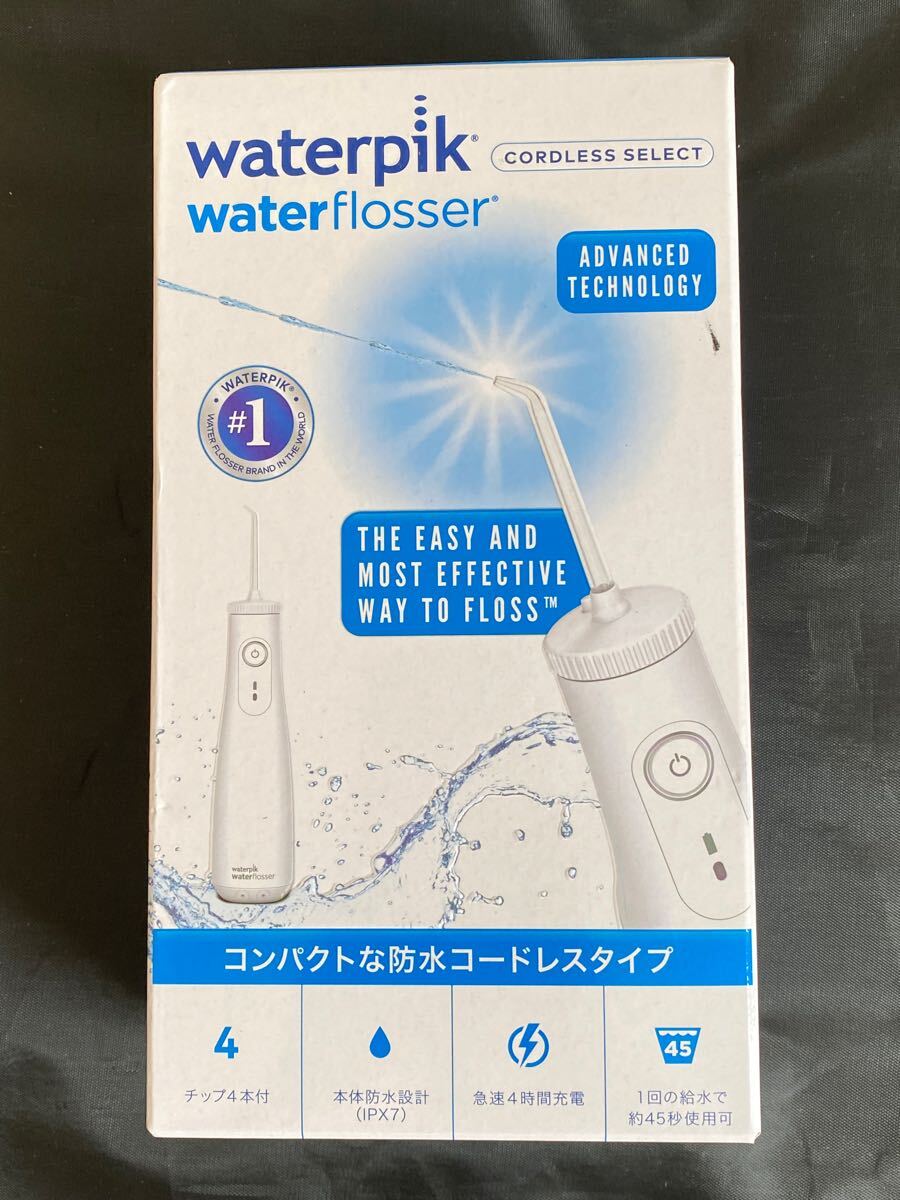 waterpik®
CORDLESS SELECT
waterflosser®
ADVANCED
TECHNOLOGY
WATERPIK®
#1
WATER FLOSSER BRAND IN THE WORLD
THE EASY AND
MOST EFFECTIVE
WAY TO FLOSS™
waterpik
waterflosser
コンパクトな防水コードレスタイプ
4
チップ4本付
本体防水設計
(IPX7)
急速4時間充電
45
1回の給水で
約45秒使用可